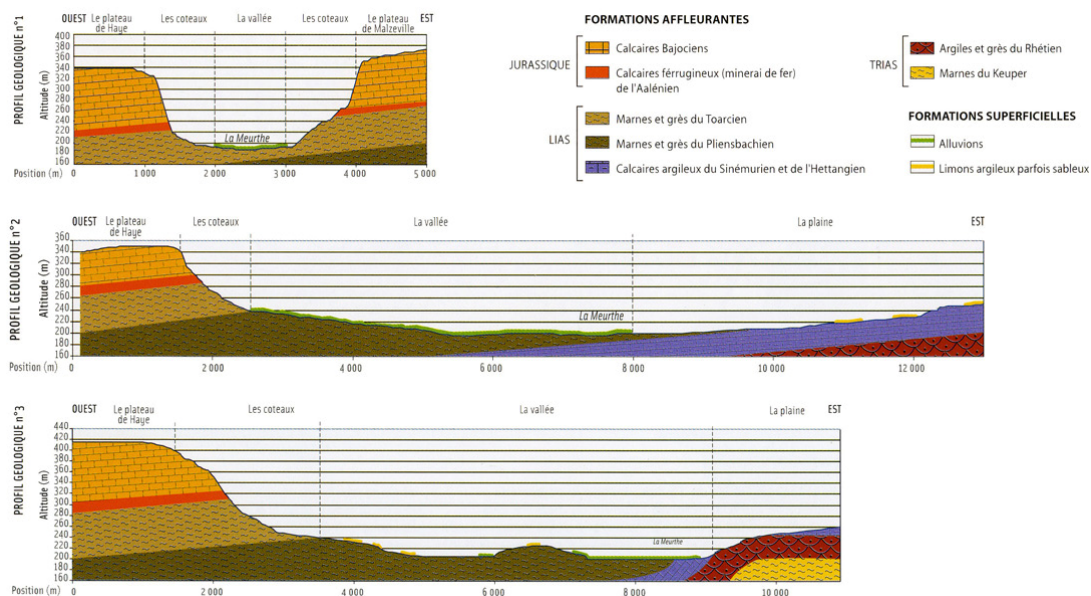 PROFIL GEOLOGIQUE n°1
Altitude (m)
OUEST Le plateau de Haye Les coteaux La vallée Les coteaux Le plateau de Malzeville EST
400
380
360
340
320
300
280
260
240
220
200
180
160
La Meurthe
Position (m) 0 1 000 2 000 3 000 4 000 5 000
FORMATIONS AFFLEURANTES
JURASSIQUE
Calcaires Bajociens
Calcaires férrugineux (minerai de fer)
de l'Aalénien
LIAS
Marnes et grès du Toarcien
Marnes et grès du Pliensbachien
Calcaires argileux du Sinémurien et de l'Hettangien
TRIAS
Argiles et grès du Rhétien
Marnes du Keuper
FORMATIONS SUPERFICIELLES
Alluvions
Limons argileux parfois sableux
PROFIL GEOLOGIQUE n°2
Altitude (m)
OUEST Le plateau de Haye Les coteaux La vallée La plaine EST
360
340
320
300
280
260
240
220
200
180
160
La Meurthe
Position (m) 0 2 000 4 000 6 000 8 000 10 000 12 000
PROFIL GEOLOGIQUE n°3
Altitude (m)
OUEST Le plateau de Haye Les coteaux La vallée La plaine EST
440
420
400
380
360
340
320
300
280
260
240
220
200
180
160
La Meurthe
Position (m) 0 2 000 4 000 6 000 8 000 10 000